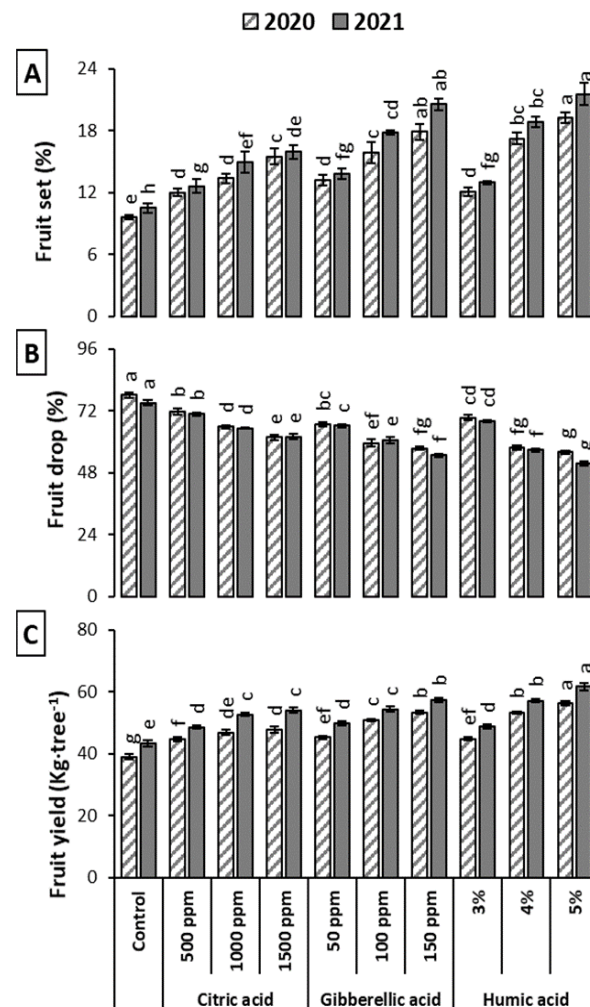 2020 2021
A
Fruit set (%)
24
18
12
6
0
e h d g d ef c de d fg c cd ab ab d fg bc bc a a
B
Fruit drop (%)
96
72
48
24
0
a a b b d d e e bc c ef e fg f cd cd fg f g g
C
Fruit yield (Kg·tree⁻¹)
80
60
40
20
0
g e f d de c d c ef d c c b b ef d b b a a
Control
500 ppm
1000 ppm
1500 ppm
50 ppm
100 ppm
150 ppm
3%
4%
5%
Citric acid
Gibberellic acid
Humic acid